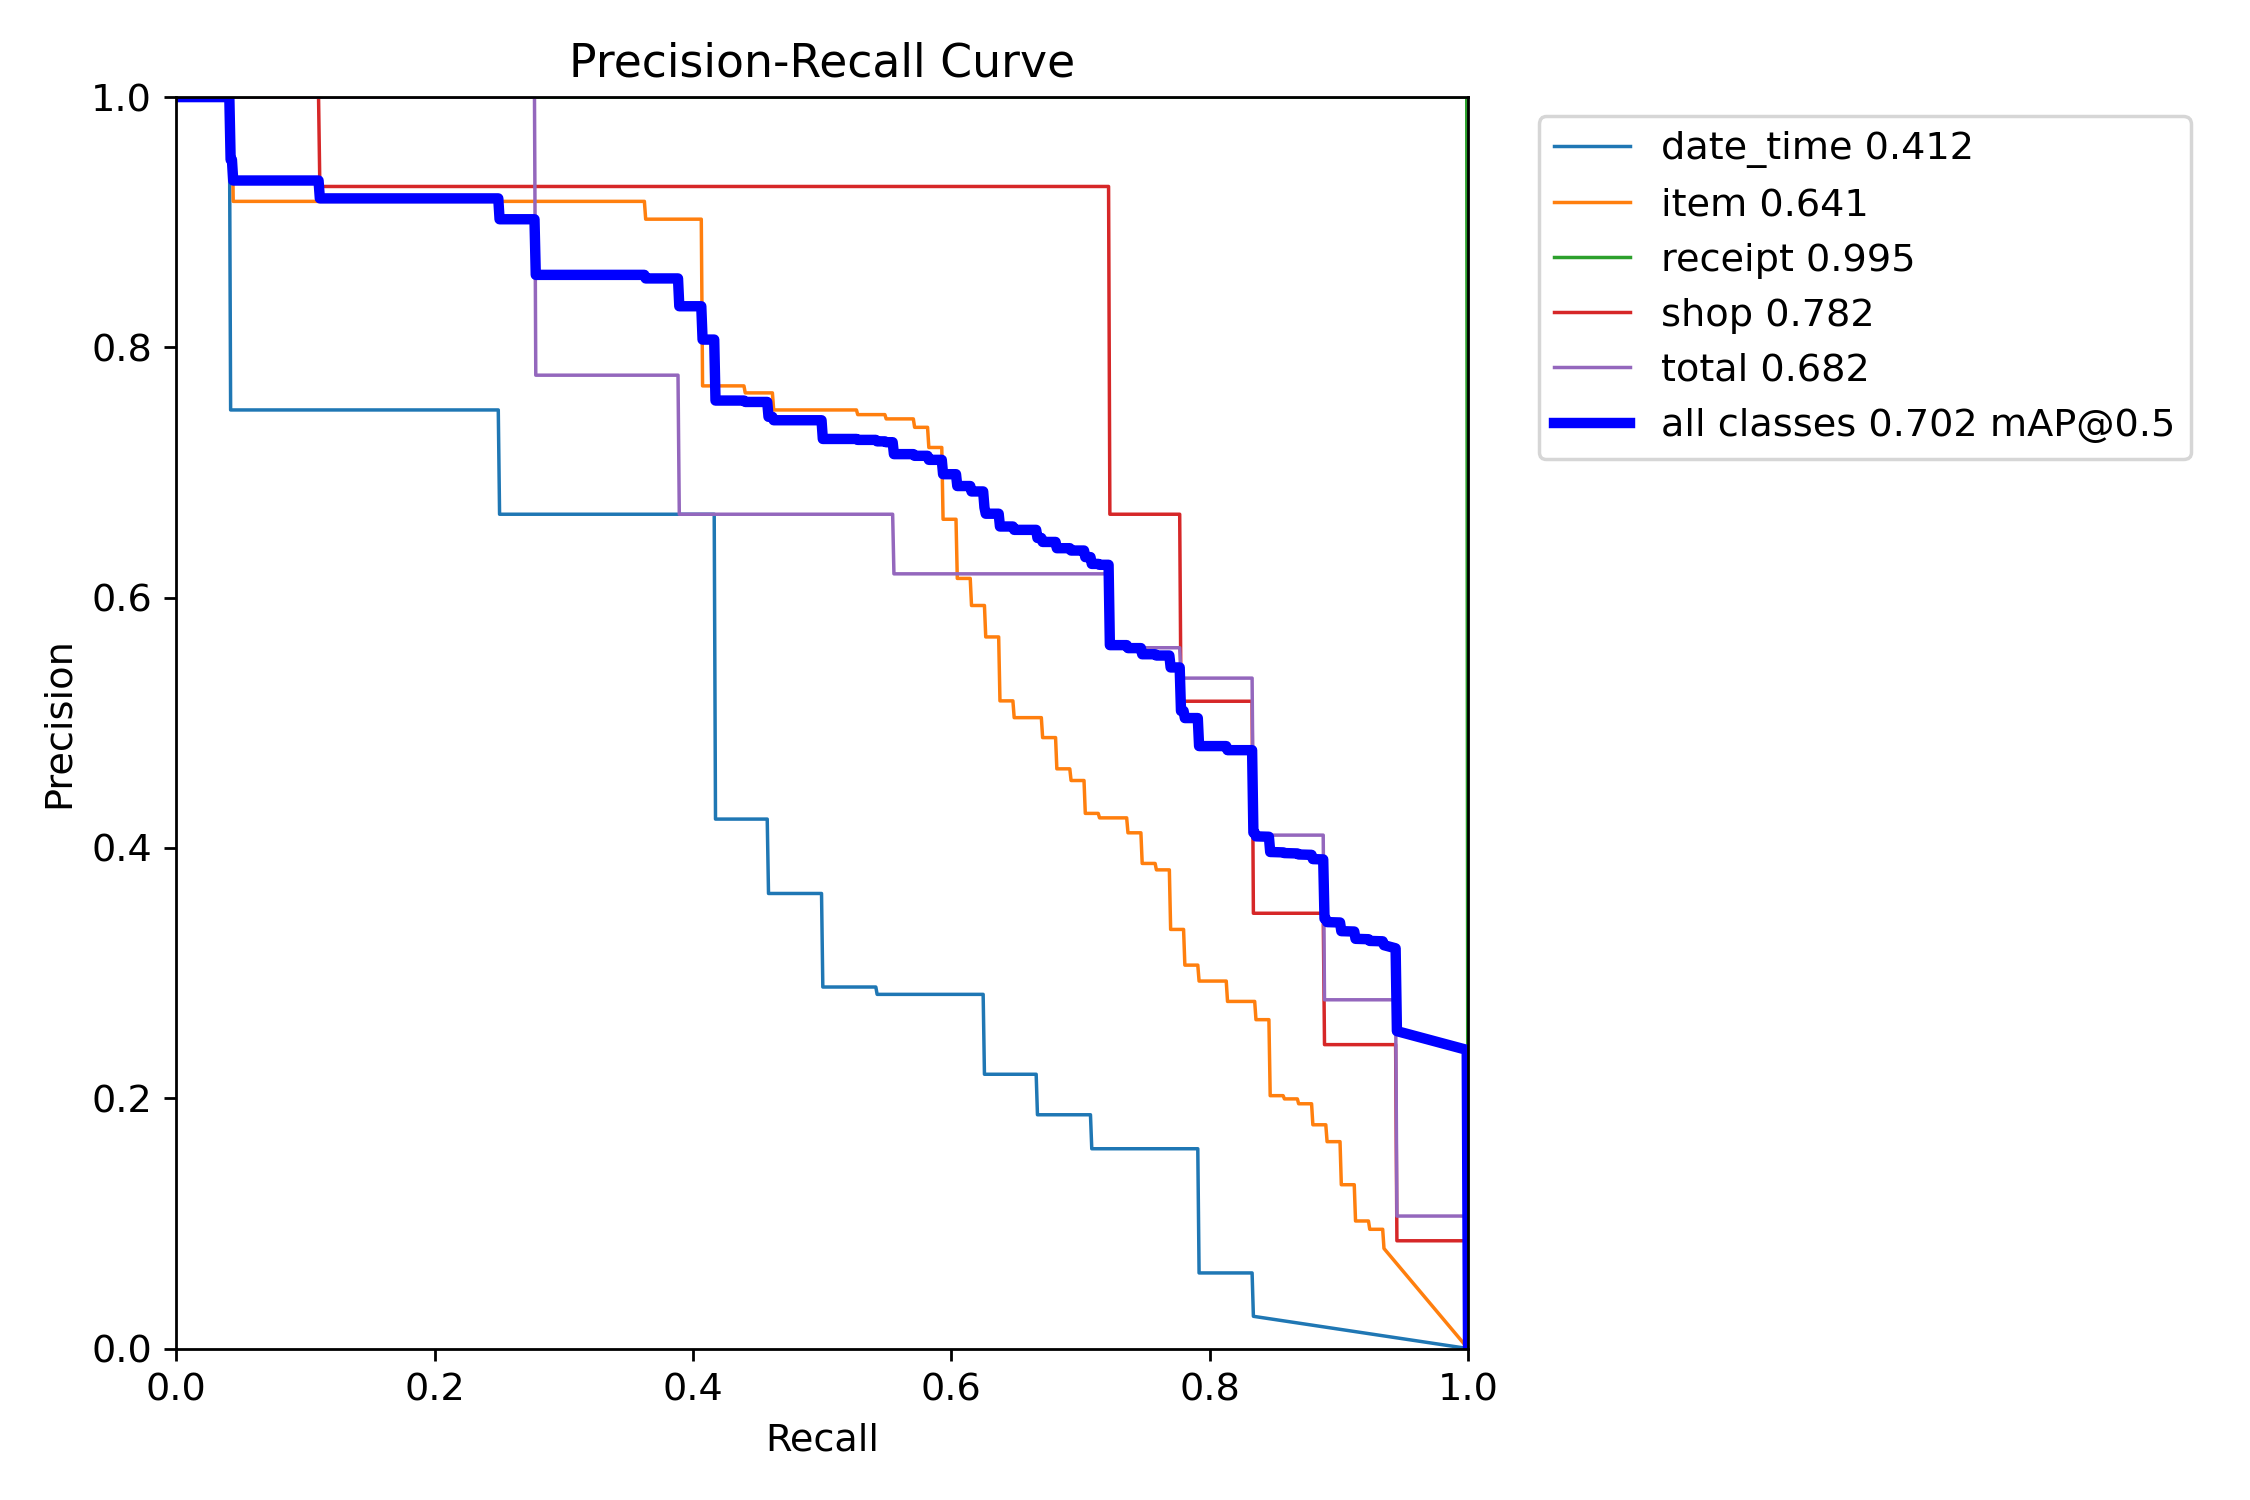 Precision-Recall Curve
1.0
0.8
0.6
0.4
0.2
0.0
Precision
0.0 0.2 0.4 0.6 0.8 1.0
Recall
date_time 0.412
item 0.641
receipt 0.995
shop 0.782
total 0.682
all classes 0.702 mAP@0.5